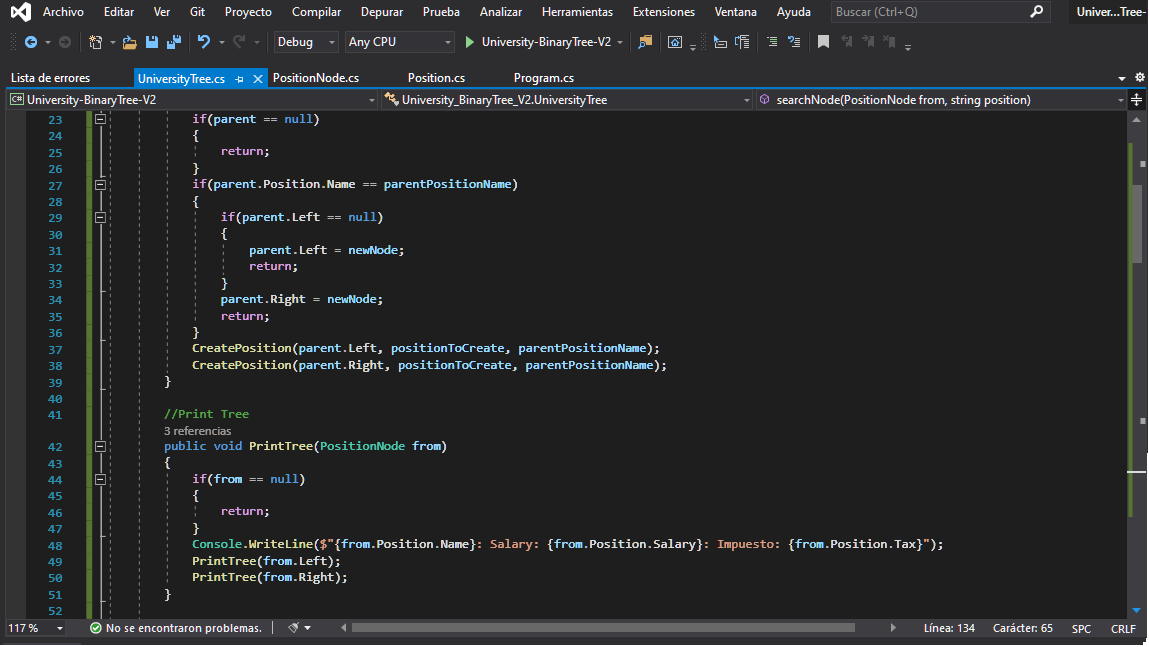 Archivo Editar Ver Git Proyecto Compilar Depurar Prueba Analizar Herramientas Extensiones Ventana Ayuda Buscar (Ctrl+Q) Univer...Tree-
Debug Any CPU University-BinaryTree-V2
Lista de errores UniversityTree.cs PositionNode.cs Position.cs Program.cs
C# University-BinaryTree-V2 University_BinaryTree_V2.UniversityTree searchNode(PositionNode from, string position)
23 if(parent == null)
24 {
25 return;
26 }
27 if(parent.Position.Name == parentPositionName)
28 {
29 if(parent.Left == null)
30 {
31 parent.Left = newNode;
32 return;
33 }
34 parent.Right = newNode;
35 return;
36 }
37 CreatePosition(parent.Left, positionToCreate, parentPositionName);
38 CreatePosition(parent.Right, positionToCreate, parentPositionName);
39 }
40
41 //Print Tree
3 referencias
42 public void PrintTree(PositionNode from)
43 {
44 if(from == null)
45 {
46 return;
47 }
48 Console.WriteLine($"{from.Position.Name}: Salary: {from.Position.Salary}: Impuesto: {from.Position.Tax}");
49 PrintTree(from.Left);
50 PrintTree(from.Right);
51 }
52
117 % No se encontraron problemas. Línea: 134 Carácter: 65 SPC CRLF